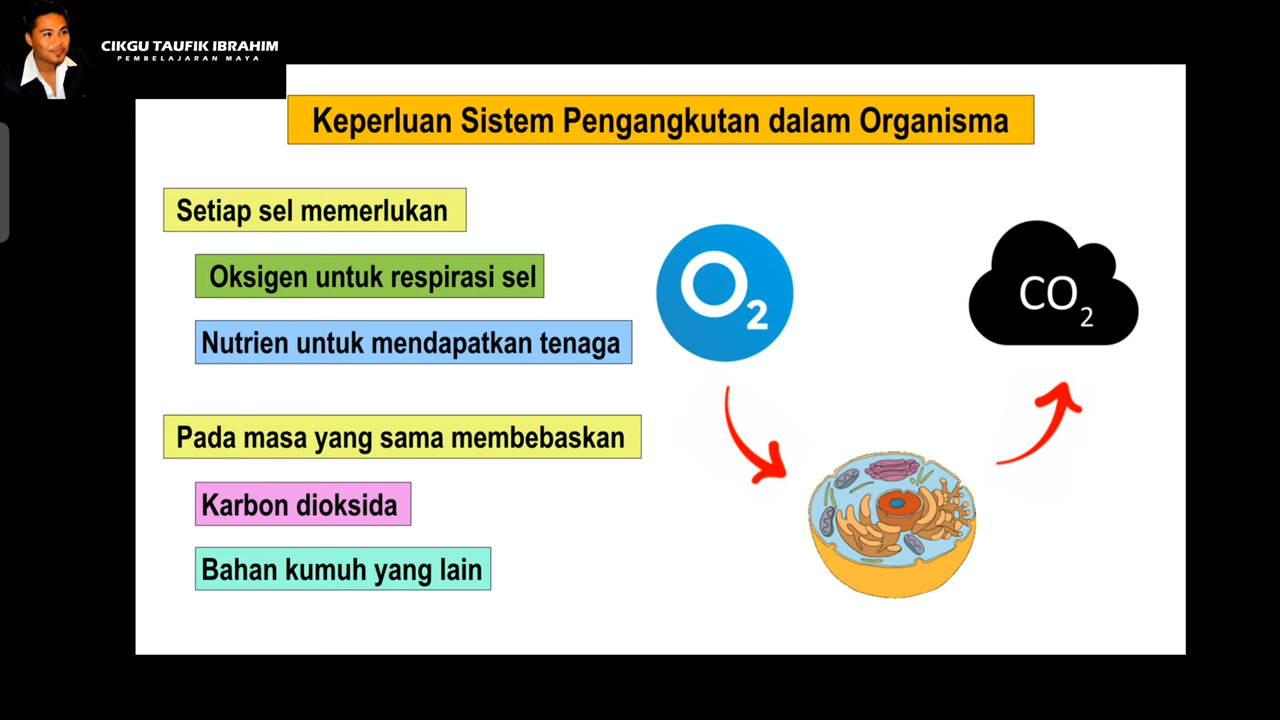 CIKGU TAUFIK IBRAHIM
PEMBELAJARAN MAYA
Keperluan Sistem Pengangkutan dalam Organisma
Setiap sel memerlukan
Oksigen untuk respirasi sel
Nutrien untuk mendapatkan tenaga
Pada masa yang sama membebaskan
Karbon dioksida
Bahan kumuh yang lain
O2
CO2